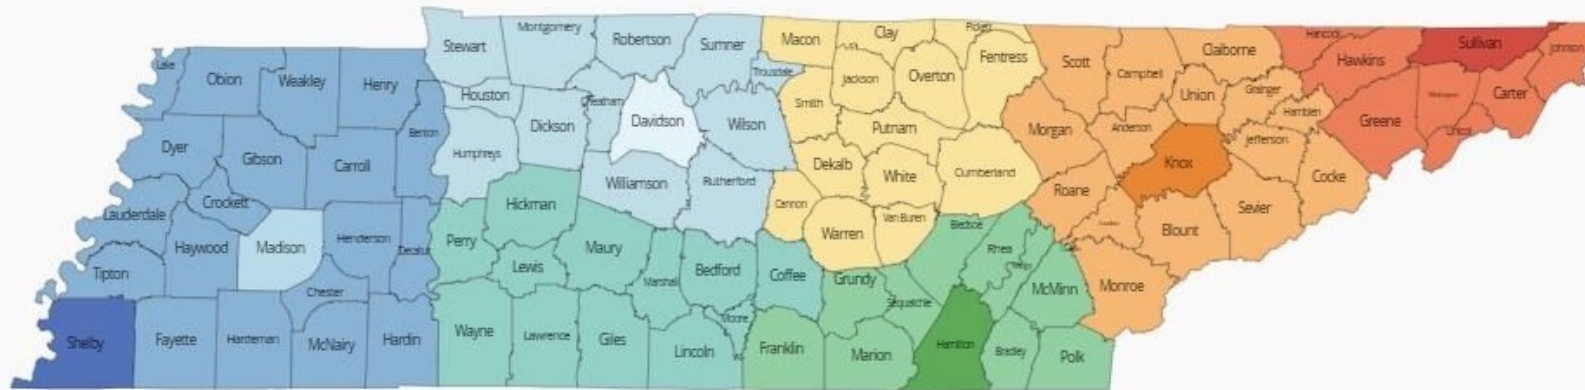 Lake
Obion
Weakley
Henry
Stewart
Montgomery
Robertson
Sumner
Macon
Clay
Pickett
Fentress
Scott
Campbell
Claiborne
Hancock
Hawkins
Sullivan
Johnson
Carter
Greene
Unicoi
Houston
Dickson
Cheatham
Davidson
Trousdale
Wilson
Smith
Jackson
Overton
Putnam
Morgan
Anderson
Union
Grainger
Hamblen
Jefferson
Cocke
Benton
Humphreys
Dyer
Gibson
Carroll
Crockett
Lauderdale
Haywood
Madison
Henderson
Decatur
Perry
Hickman
Williamson
Rutherford
Cannon
Dekalb
White
Cumberland
Roane
Knox
Sevier
Blount
Monroe
Warren
Van Buren
Bedsoe
Rhea
Meigs
McMinn
Tipton
Chester
Lewis
Maury
Marshall
Bedford
Coffee
Grundy
Sequatchie
Shelby
Fayette
Hardeman
McNairy
Hardin
Wayne
Lawrence
Giles
Lincoln
Moore
Franklin
Marion
Hamilton
Bradley
Polk